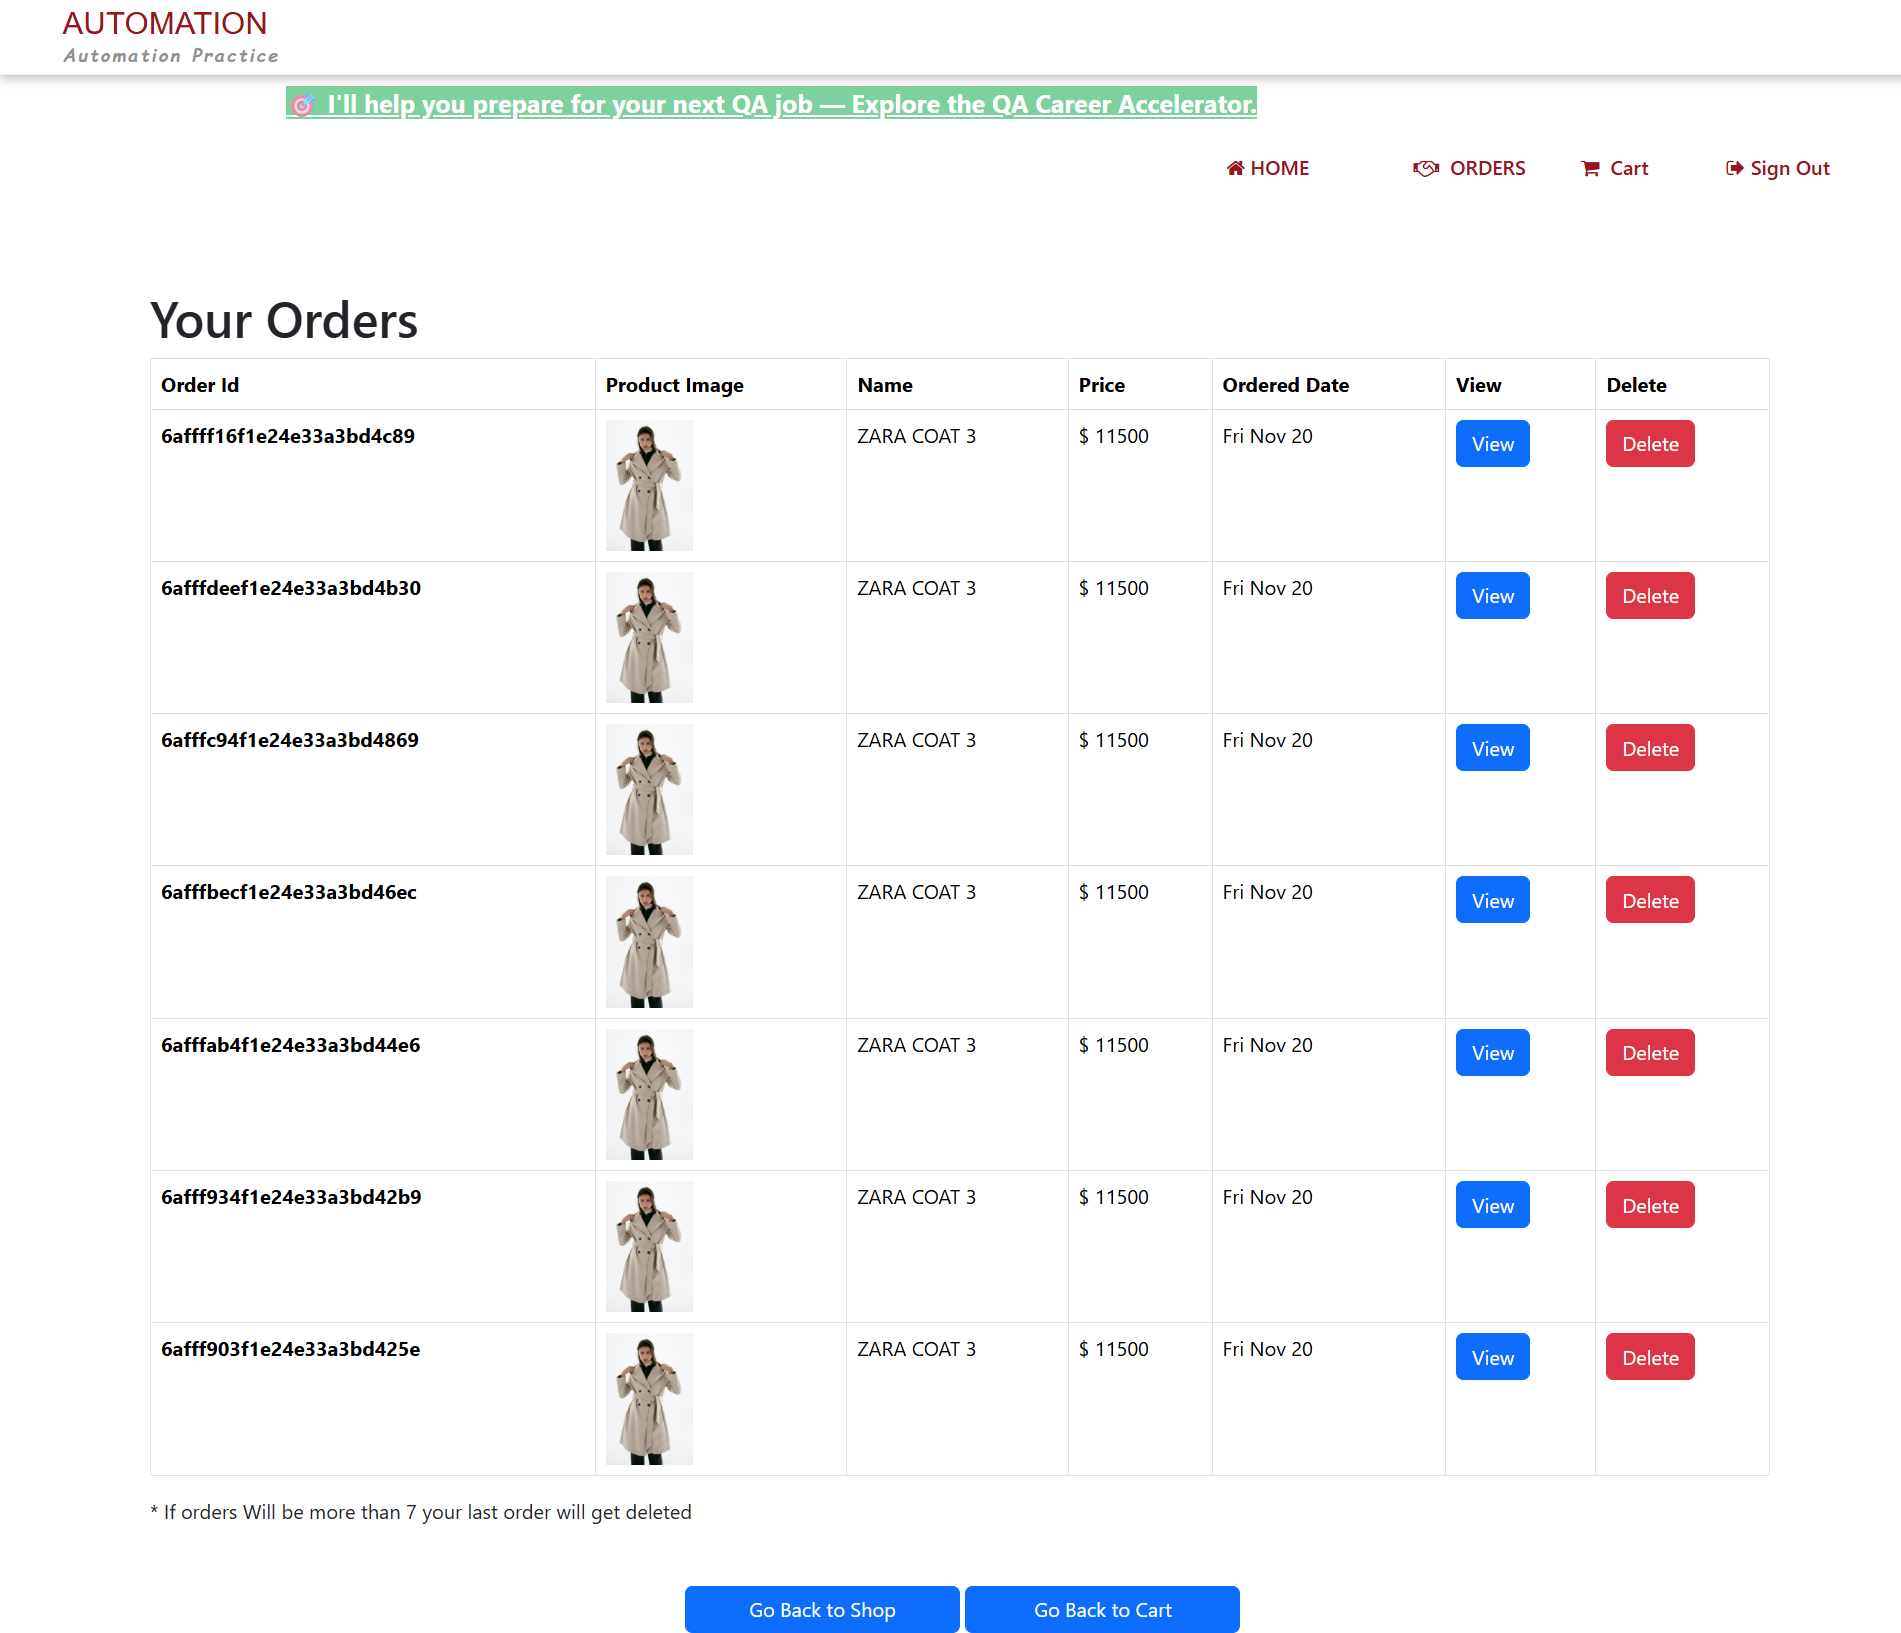 AUTOMATION
Automation Practice
🎯 I'll help you prepare for your next QA job — Explore the QA Career Accelerator.
HOME ORDERS Cart Sign Out
Your Orders
Order Id Product Image Name Price Ordered Date View Delete
6affff16f1e24e33a3bd4c89 ZARA COAT 3 $ 11500 Fri Nov 20 View Delete
6afffdeef1e24e33a3bd4b30 ZARA COAT 3 $ 11500 Fri Nov 20 View Delete
6afffc94f1e24e33a3bd4869 ZARA COAT 3 $ 11500 Fri Nov 20 View Delete
6afffbecf1e24e33a3bd46ec ZARA COAT 3 $ 11500 Fri Nov 20 View Delete
6afffab4f1e24e33a3bd44e6 ZARA COAT 3 $ 11500 Fri Nov 20 View Delete
6afff934f1e24e33a3bd42b9 ZARA COAT 3 $ 11500 Fri Nov 20 View Delete
6afff903f1e24e33a3bd425e ZARA COAT 3 $ 11500 Fri Nov 20 View Delete
* If orders Will be more than 7 your last order will get deleted
Go Back to Shop Go Back to Cart